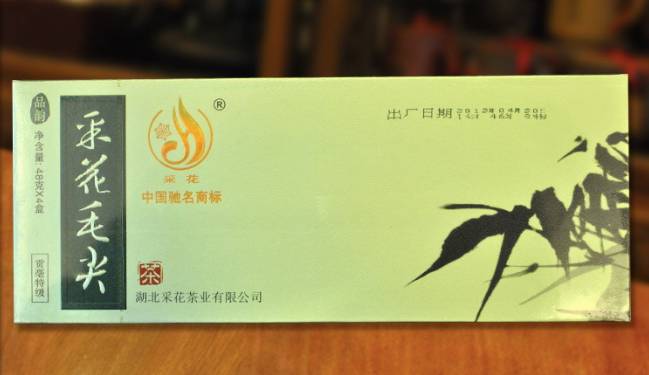 品韵
净含量:48克X4盒
贡毫特级
采花毛尖
®
采花
中国驰名商标
茶
湖北采花茶业有限公司
出厂日期